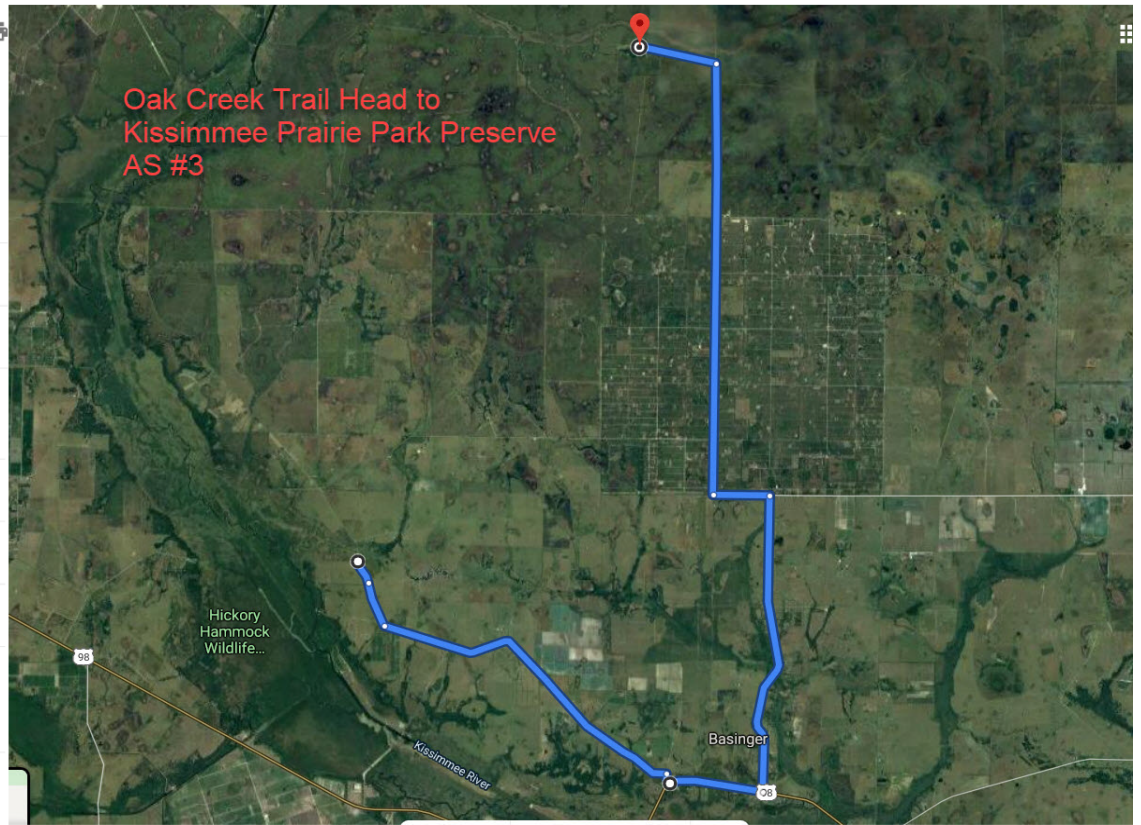 Oak Creek Trail Head to
Kissimmee Prairie Park Preserve
AS #3
Hickory
Hammock
Wildlife...
98
Basinger
Kissimmee River
98